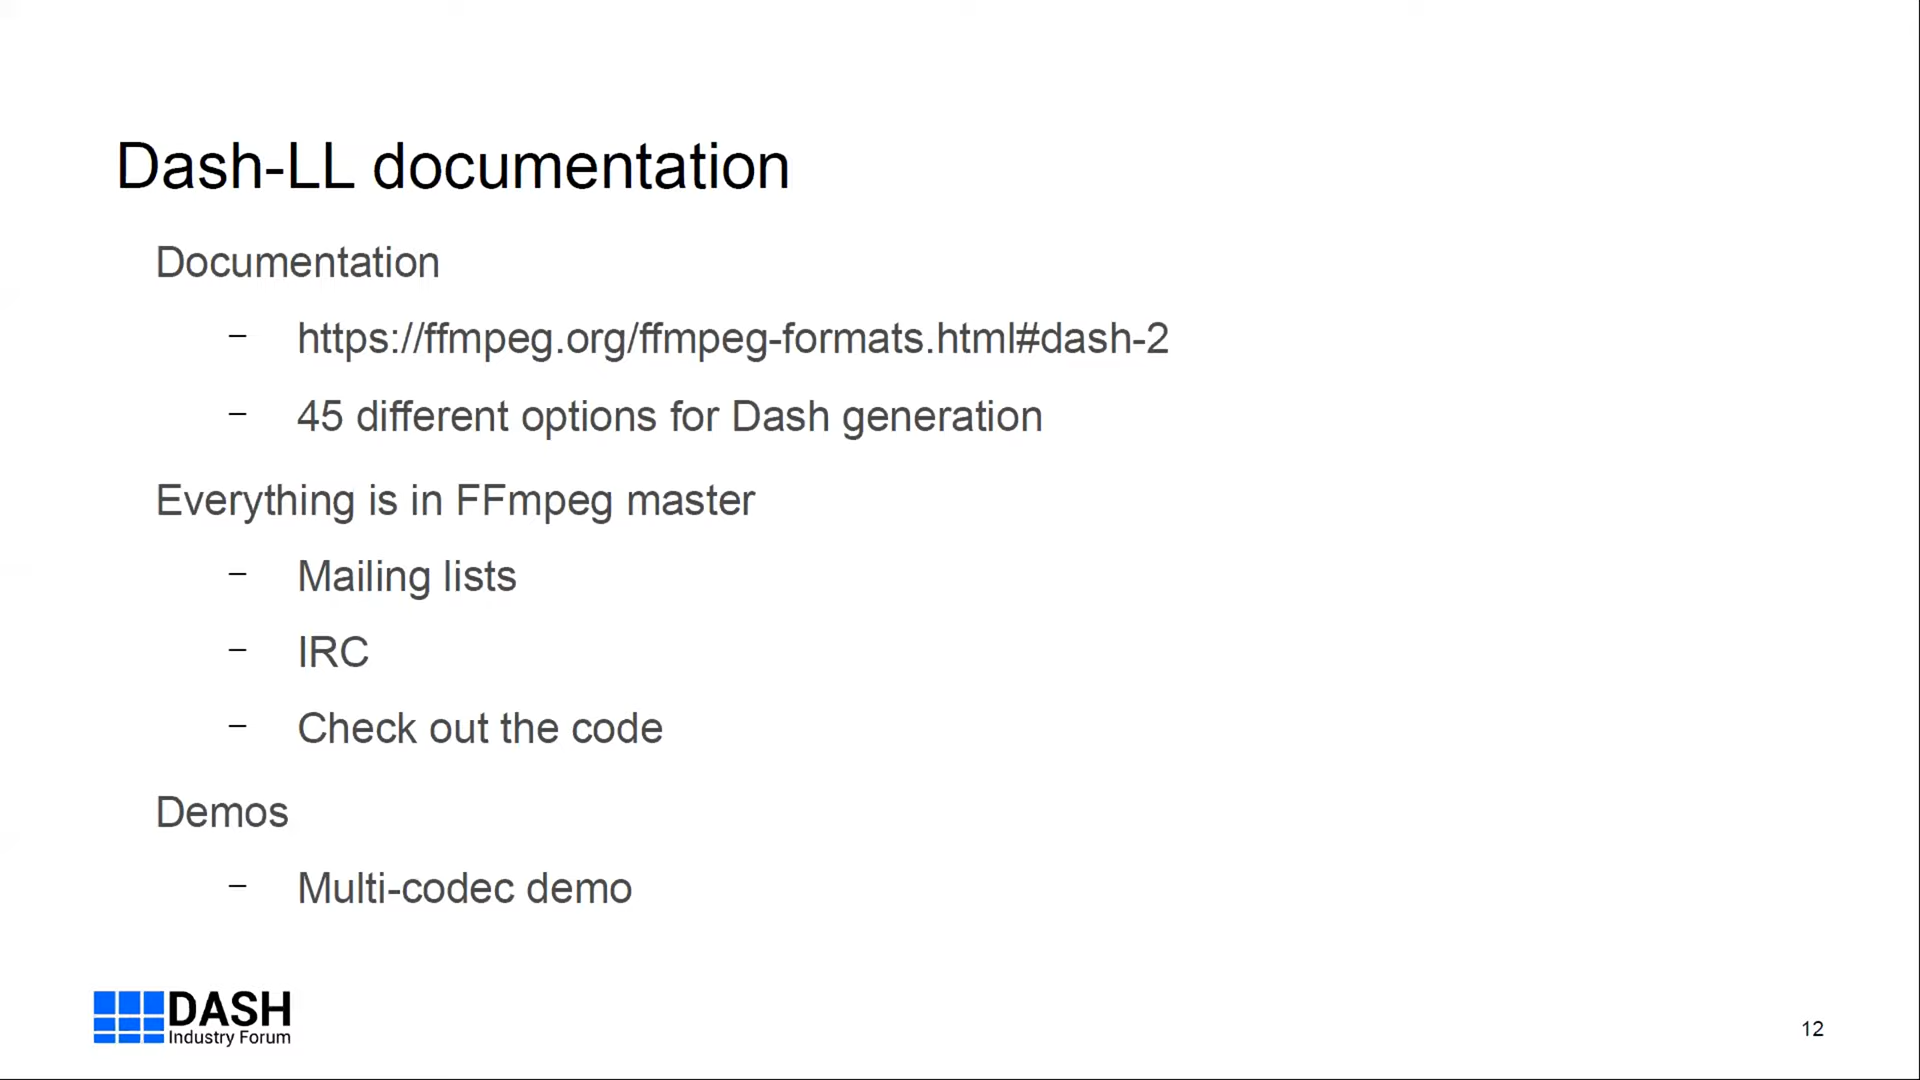 Dash-LL documentation
Documentation
– https://ffmpeg.org/ffmpeg-formats.html#dash-2
– 45 different options for Dash generation
Everything is in FFmpeg master
– Mailing lists
– IRC
– Check out the code
Demos
– Multi-codec demo
DASH
Industry Forum
12